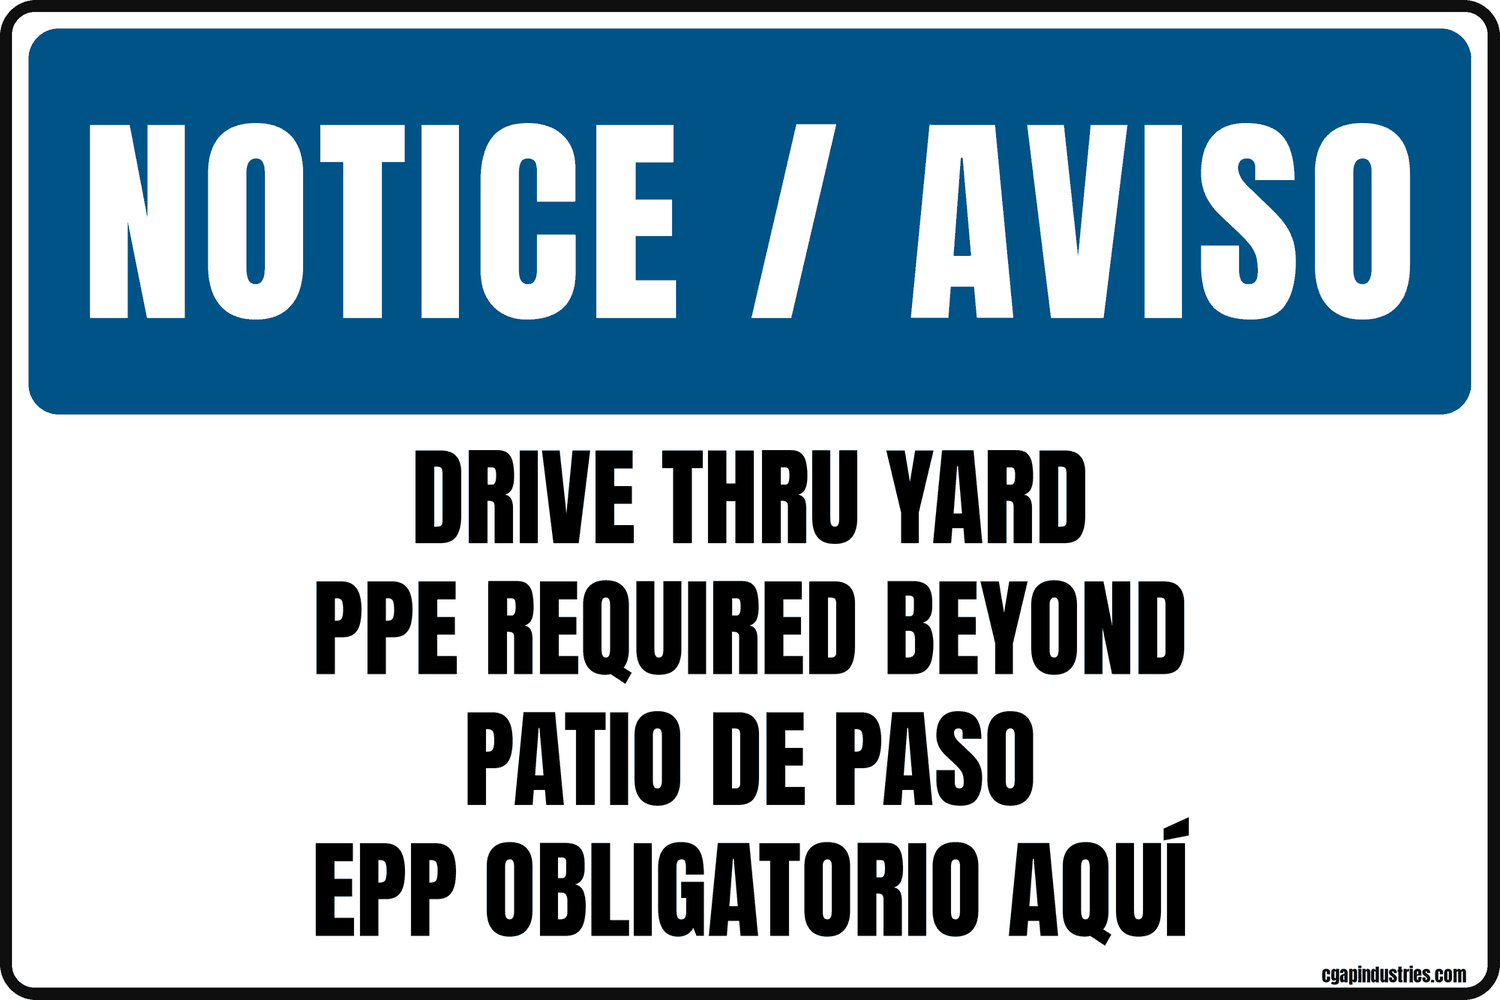 NOTICE / AVISO
DRIVE THRU YARD
PPE REQUIRED BEYOND
PATIO DE PASO
EPP OBLIGATORIO AQUÍ
cgapindustries.com